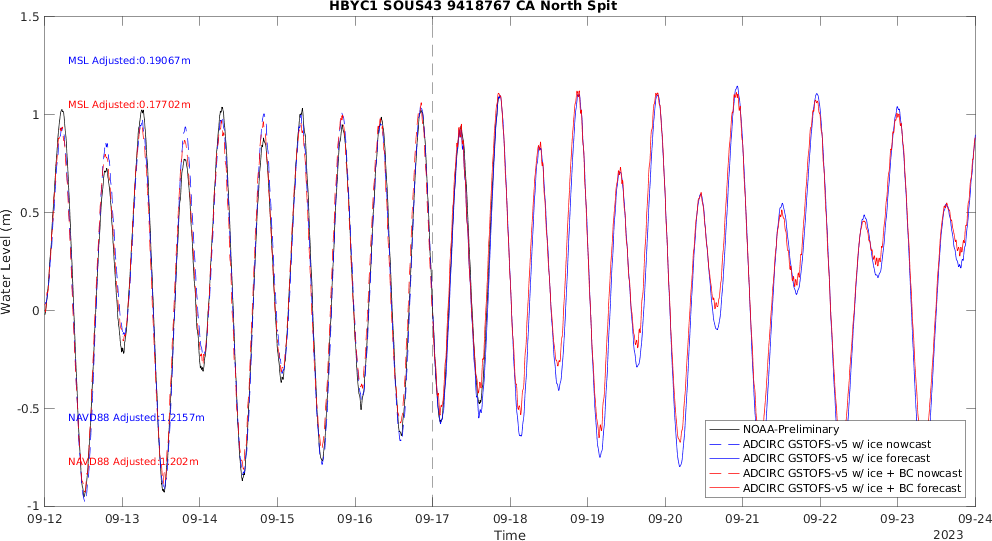 HBYC1 SOUS43 9418767 CA North Spit
1.5
1
0.5
0
-0.5
-1
Water Level (m)
MSL Adjusted:0.19067m
MSL Adjusted:0.17702m
NAVD88 Adjusted:1.2157m
NAVD88 Adjusted:1.202m
NOAA-Preliminary
ADCIRC GSTOFS-v5 w/ ice nowcast
ADCIRC GSTOFS-v5 w/ ice forecast
ADCIRC GSTOFS-v5 w/ ice + BC nowcast
ADCIRC GSTOFS-v5 w/ ice + BC forecast
09-12 09-13 09-14 09-15 09-16 09-17 09-18 09-19 09-20 09-21 09-22 09-23 09-24
Time
2023